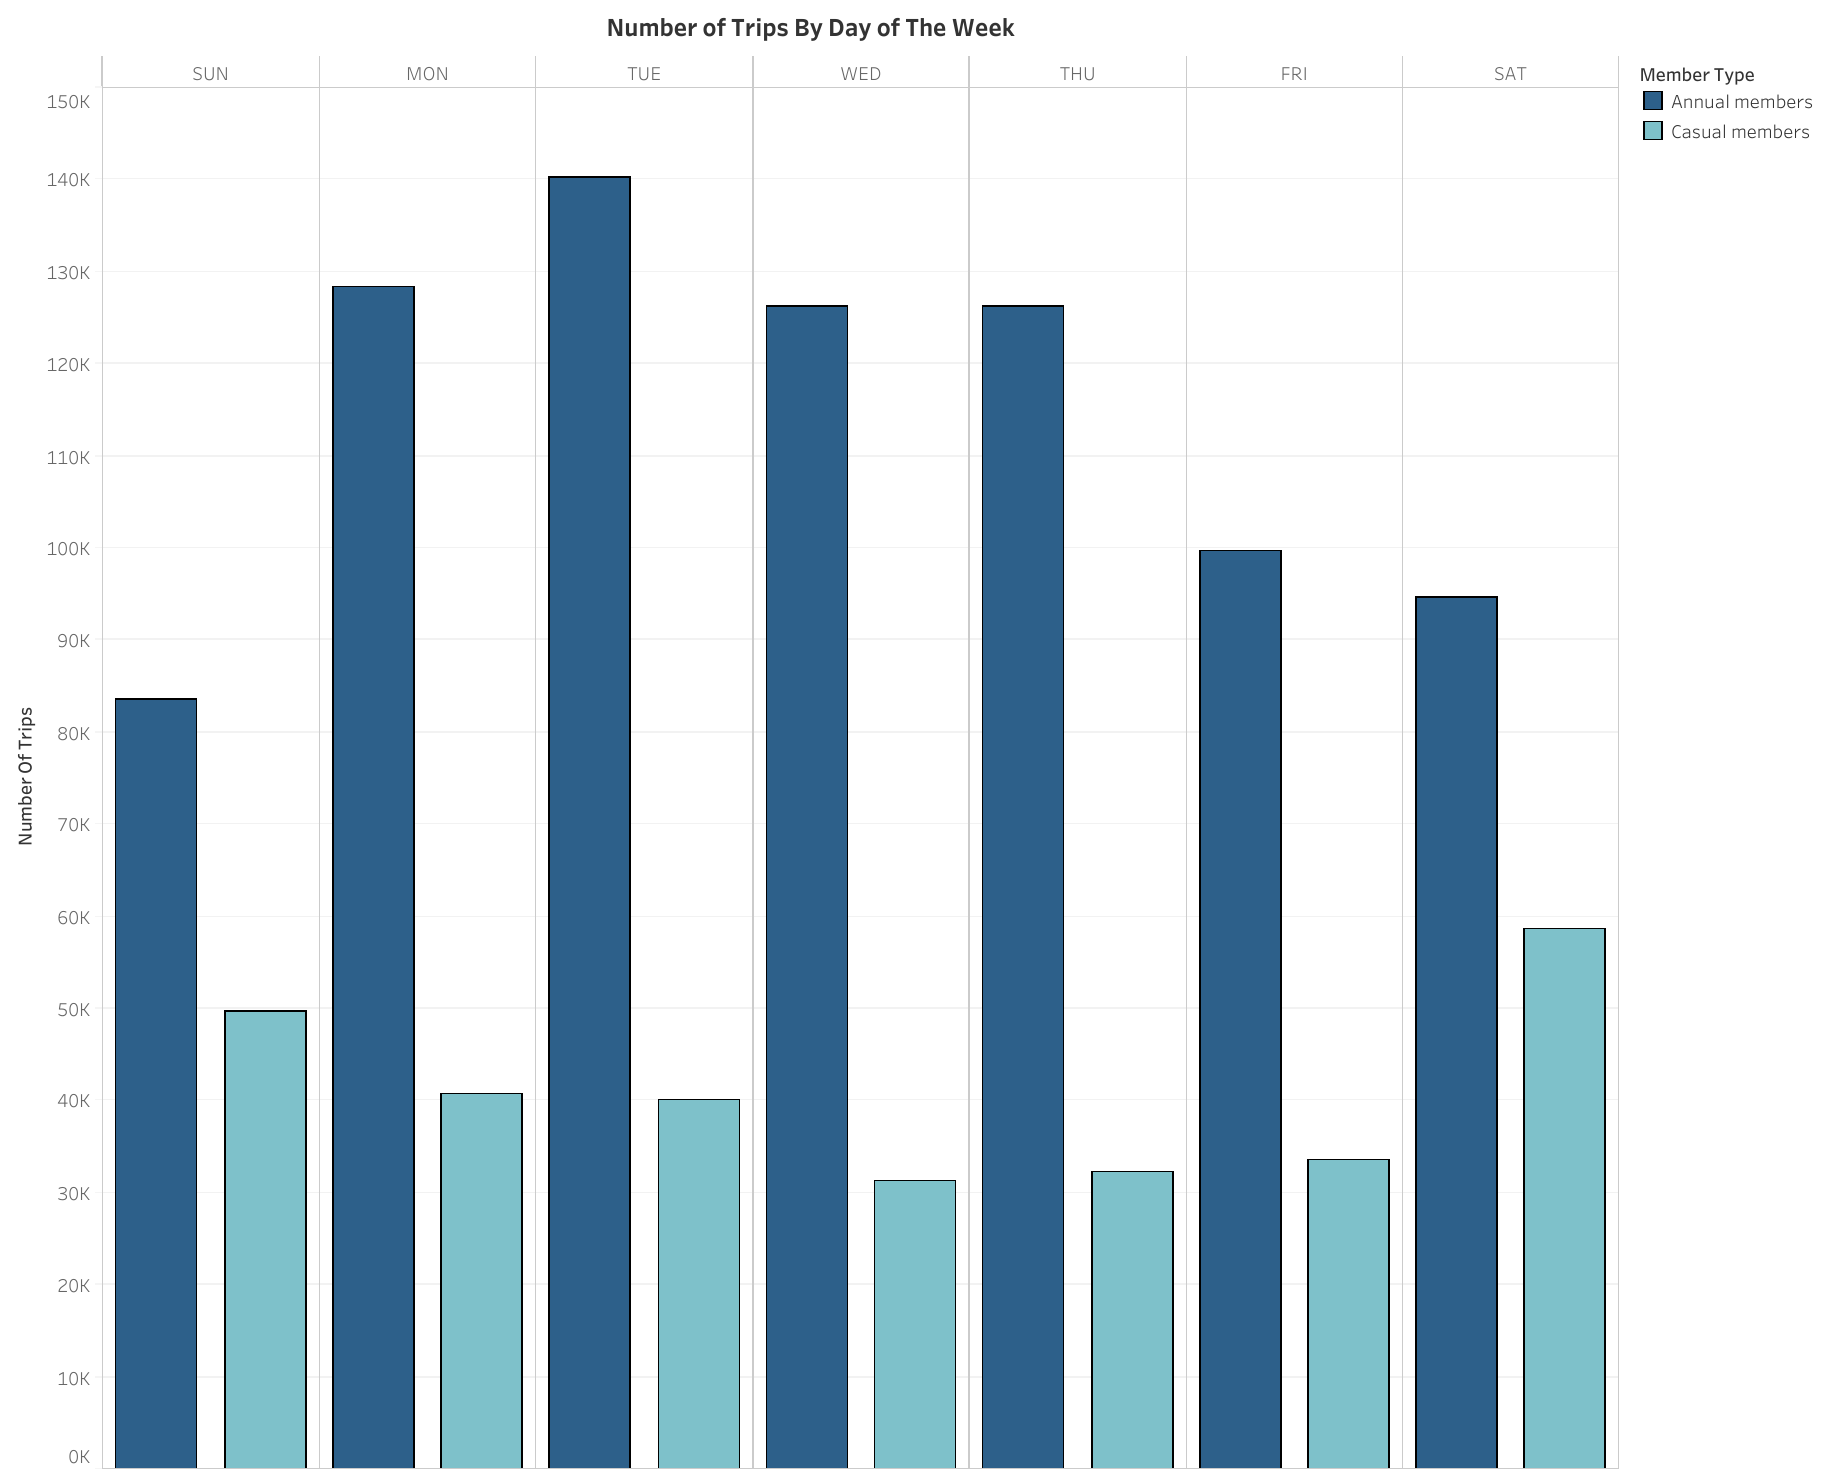 Number of Trips By Day of The Week
SUN MON TUE WED THU FRI SAT
Member Type
Annual members
Casual members
150K
140K
130K
120K
110K
100K
90K
80K
70K
60K
50K
40K
30K
20K
10K
0K
Number Of Trips